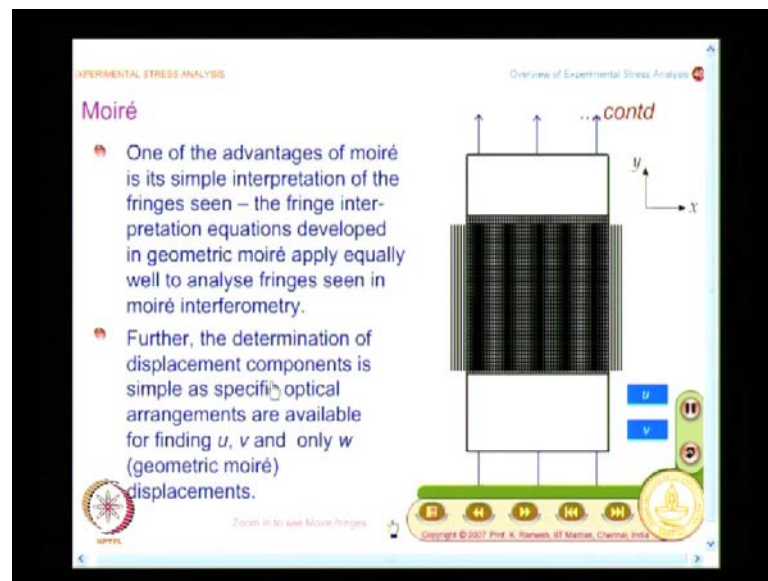 EXPERIMENTAL STRESS ANALYSIS
Overview of Experimental Stress Analysis 40
Moiré
...contd
One of the advantages of moiré
is its simple interpretation of the
fringes seen – the fringe inter-
pretation equations developed
in geometric moiré apply equally
well to analyse fringes seen in
moiré interferometry.
Further, the determination of
displacement components is
simple as specific optical
arrangements are available
for finding u, v and only w
(geometric moiré)
displacements.
y
x
u
v
Zoom in to see Moire fringes
NPTEL
Copyright © 2007 Prof. K. Ramesh, IIT Madras, Chennai, India